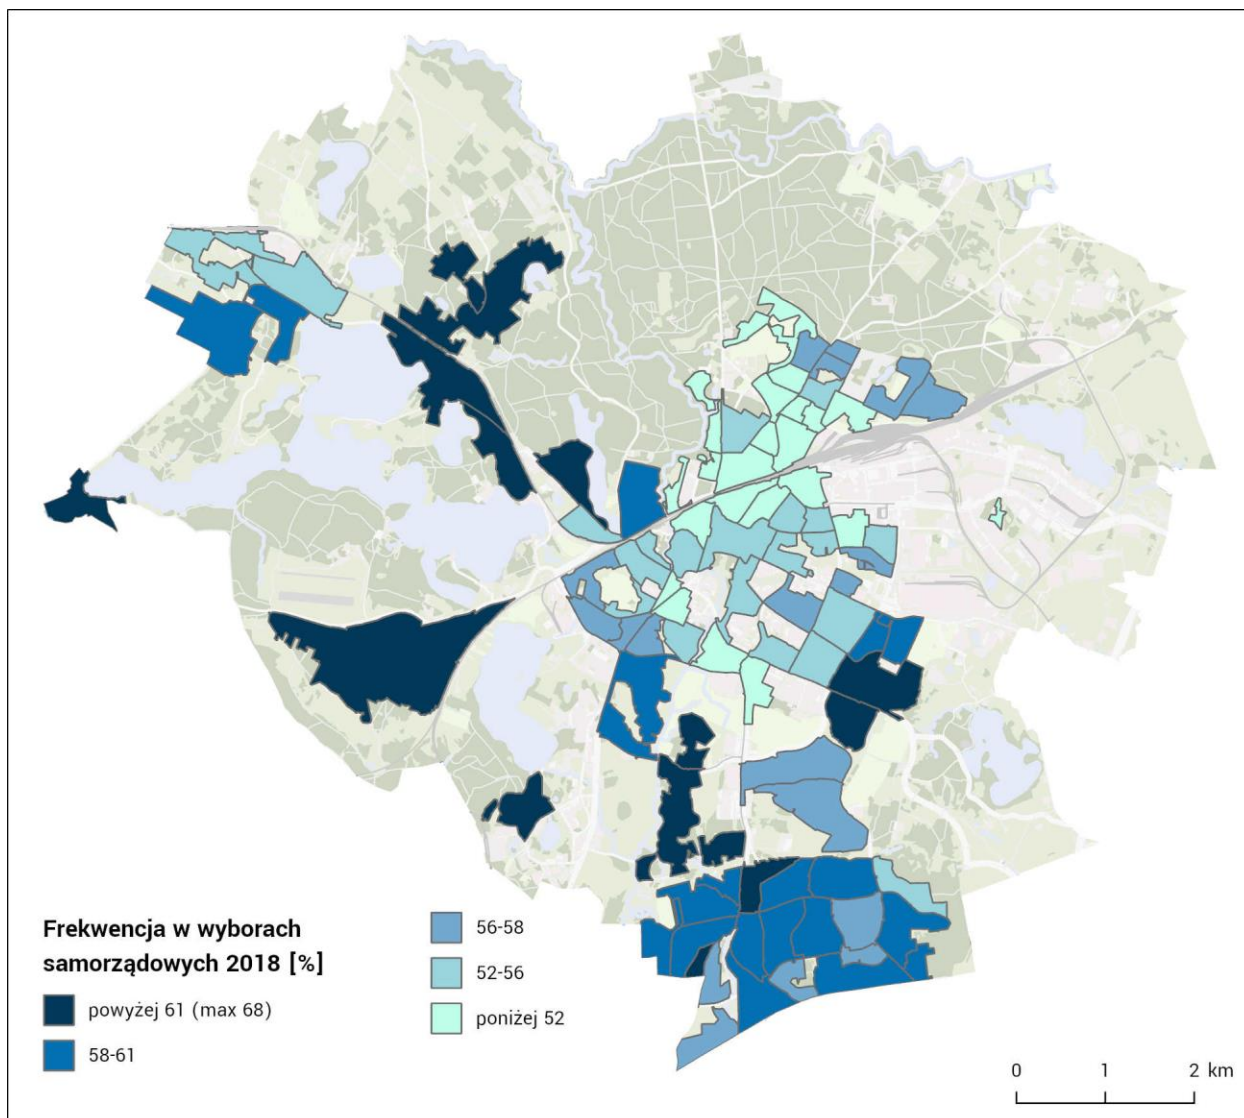 Frekwencja w wyborach
samorządowych 2018 [%]
powyżej 61 (max 68)
58-61
56-58
52-56
poniżej 52
0 1 2 km